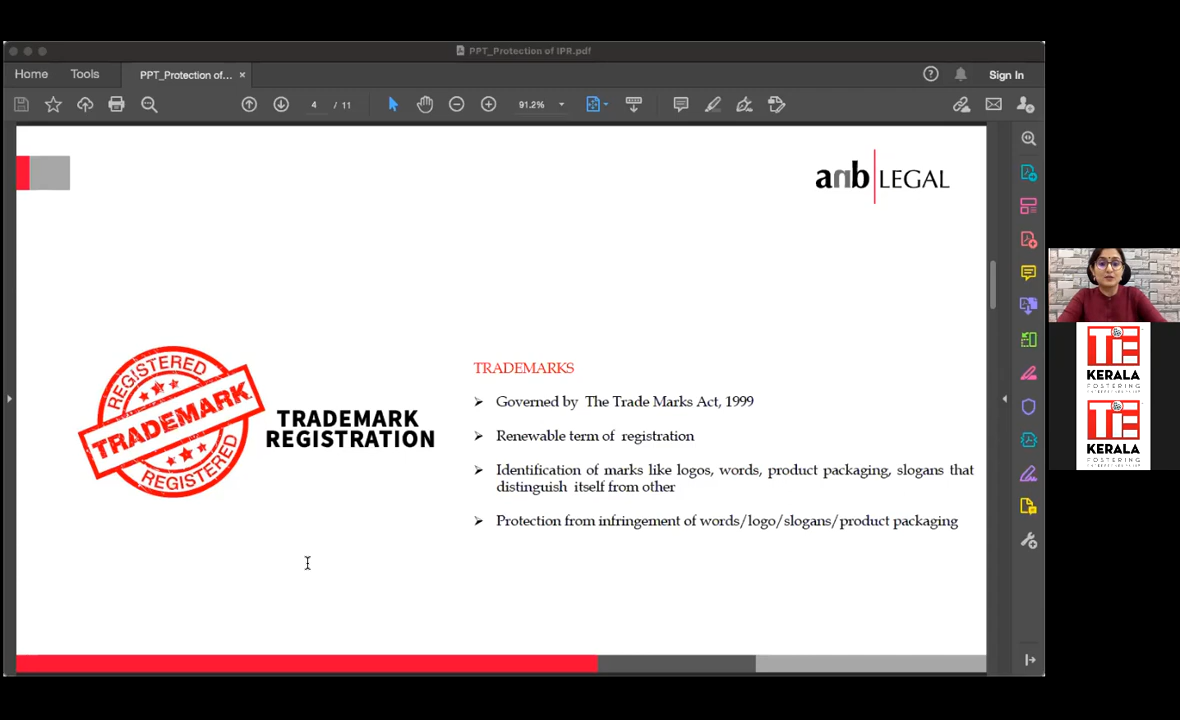 PPT_Protection of IPR.pdf
Home
Tools
PPT_Protection of... ×
Sign In
4 / 11
91.2%
anb LEGAL
REGISTERED
TRADEMARK
REGISTERED
TRADEMARK
REGISTRATION
TRADEMARKS
➤ Governed by The Trade Marks Act, 1999
➤ Renewable term of registration
➤ Identification of marks like logos, words, product packaging, slogans that
distinguish itself from other
➤ Protection from infringement of words/logo/slogans/product packaging
TiE
KERALA
FOSTERING
TiE
KERALA
FOSTERING